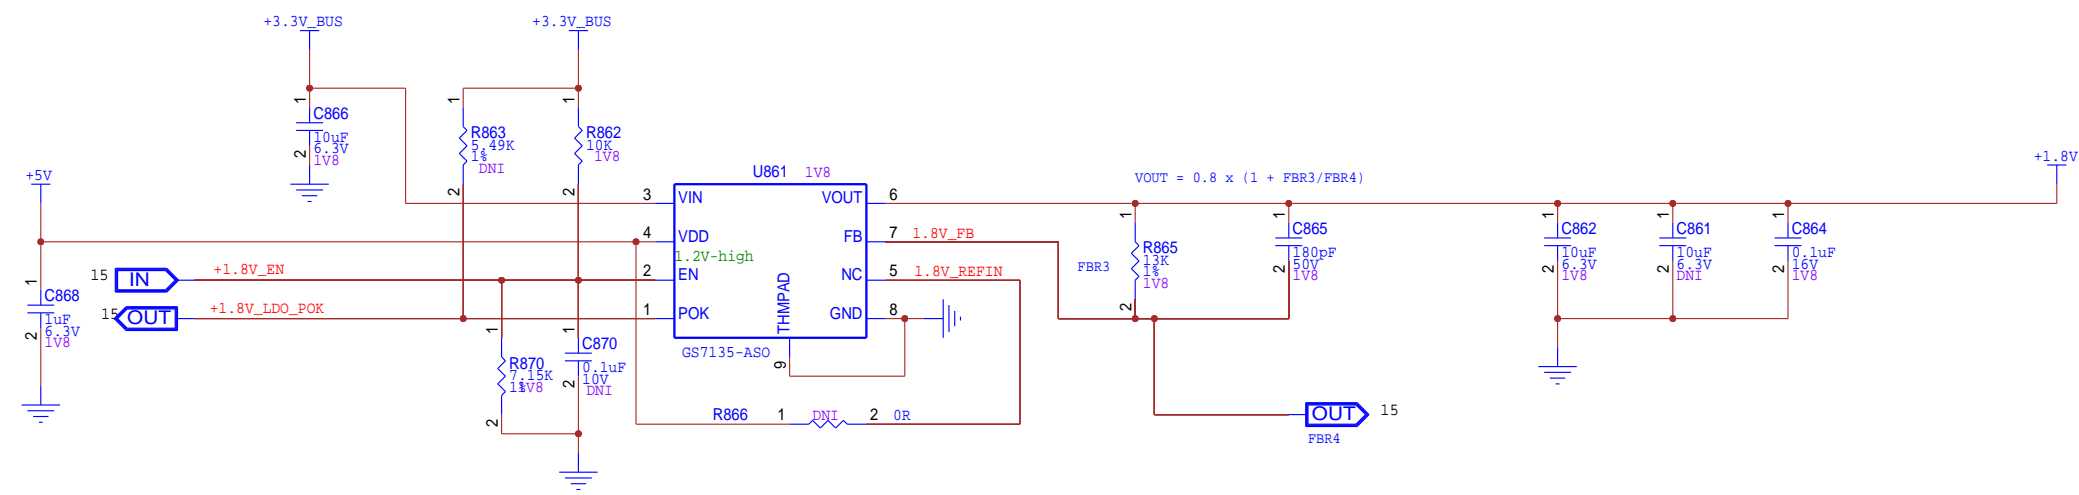 +3.3V_BUS
+3.3V_BUS
1
C866
10uF
6.3V
1V8
2
1
R863
5.49K
1%
DNI
2
1
R862
10K
1V8
2
+5V
1
C868
1uF
6.3V
1V8
2
15 IN +1.8V_EN
15 OUT +1.8V_LDO_POK
U861 1V8
3 VIN
4 VDD
1.2V-high
2 EN
1 POK
VOUT 6
FB 7 1.8V_FB
NC 5 1.8V_REFIN
GND 8
THMPAD
9
GS7135-ASO
1
R870
7.15K
1%
1V8
2
1
C870
0.1uF
10V
DNI
2
R866 1 DNI 2 0R
VOUT = 0.8 x (1 + FBR3/FBR4)
FBR3
1
R865
13K
1%
1V8
2
1
C865
180pF
50V
1V8
2
OUT 15
FBR4
1
C862
10uF
6.3V
1V8
2
1
C861
10uF
6.3V
DNI
2
1
C864
0.1uF
16V
1V8
2
+1.8V